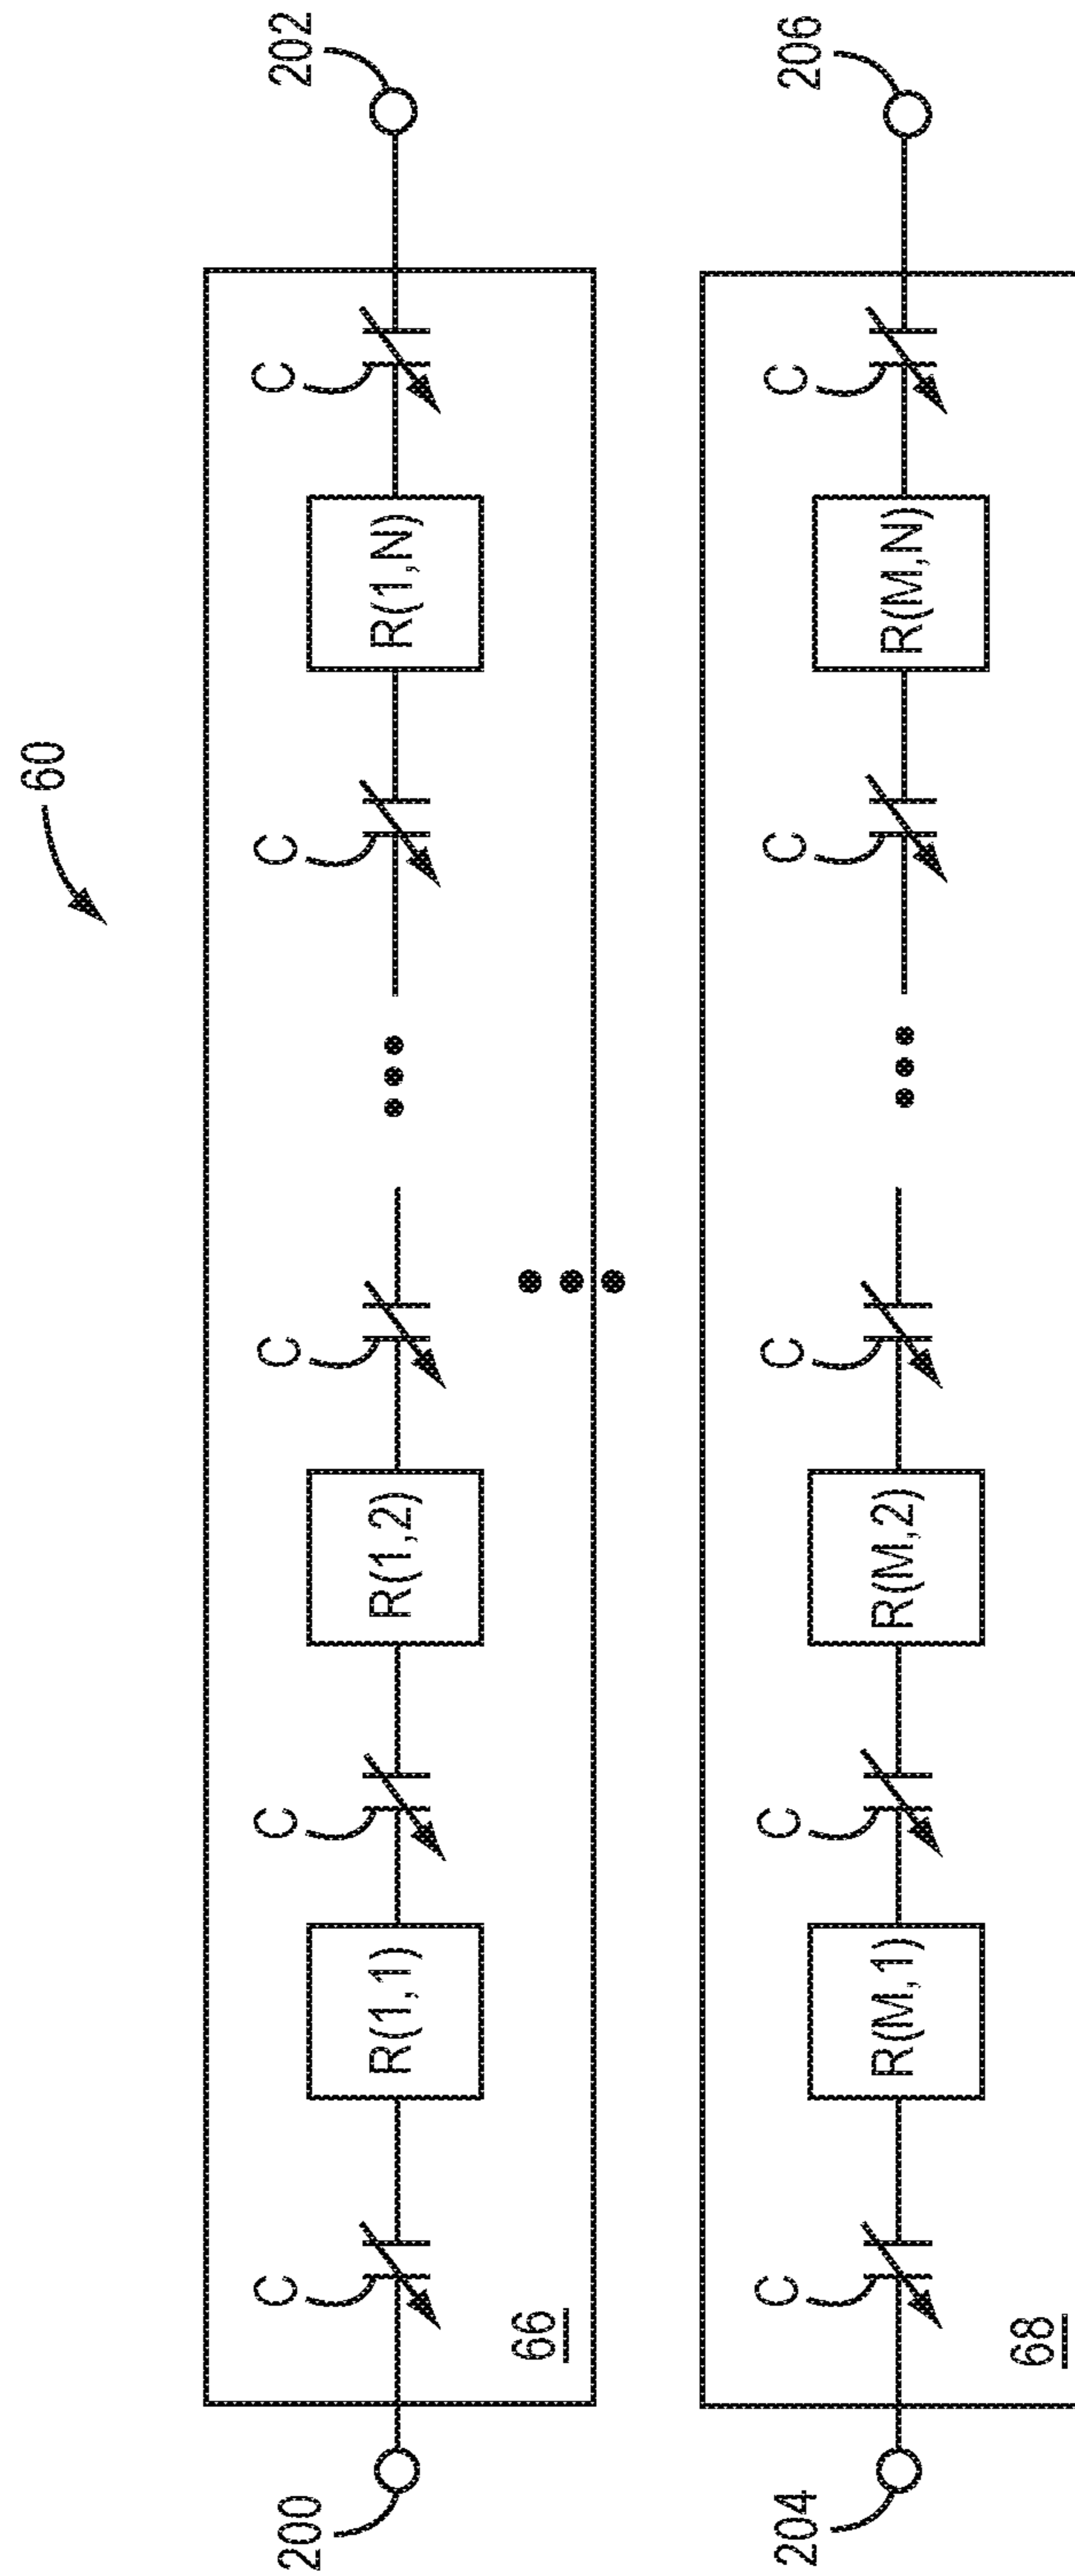 60
C
C
C
C
C
200
R(1,1)
R(1,2)
R(1,N)
202
66
C
C
C
C
C
204
R(M,1)
R(M,2)
R(M,N)
206
68